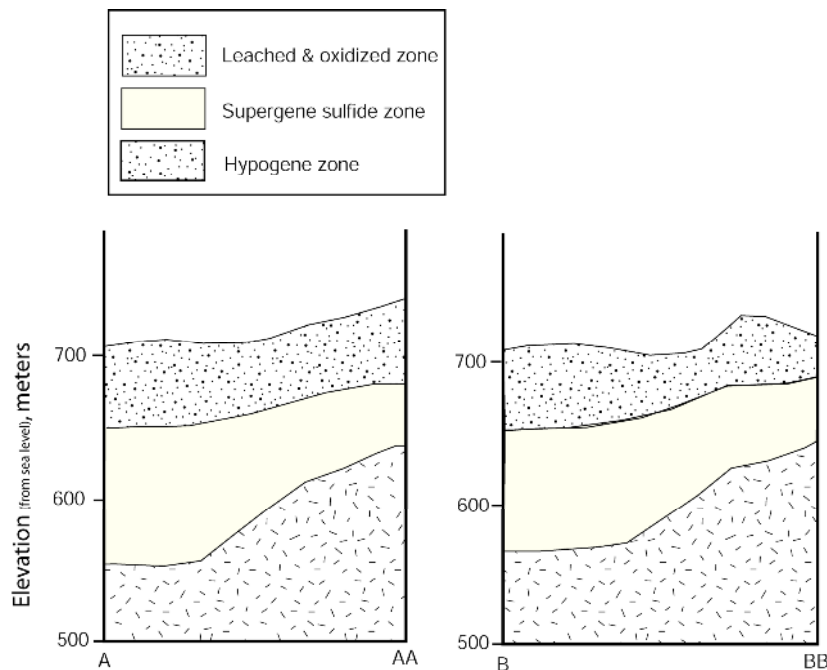 Leached & oxidized zone
Supergene sulfide zone
Hypogene zone
Elevation (from sea level), meters
700
600
500
A
AA
700
600
500
B
BB